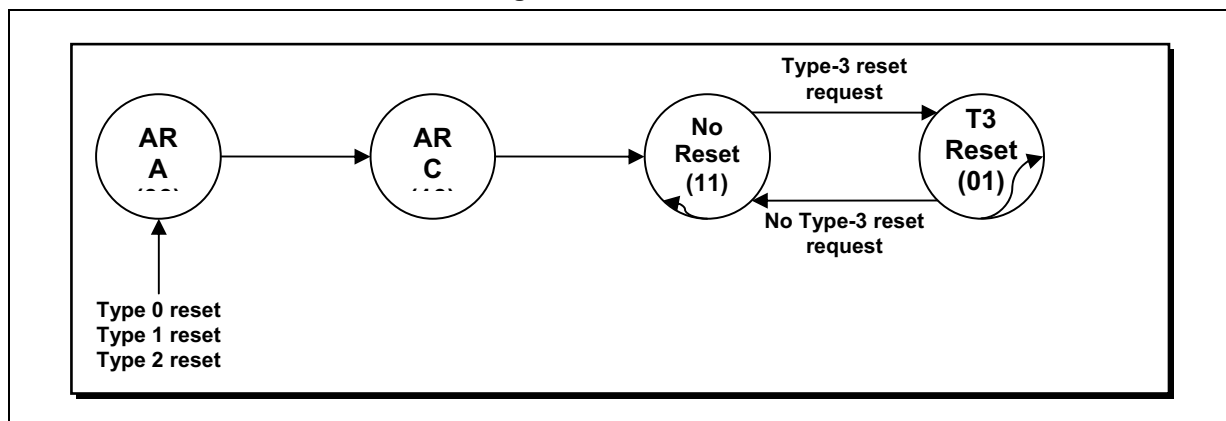 Type-3 reset
request
AR
A
AR
C
No
Reset
(11)
T3
Reset
(01)
No Type-3 reset
request
Type 0 reset
Type 1 reset
Type 2 reset